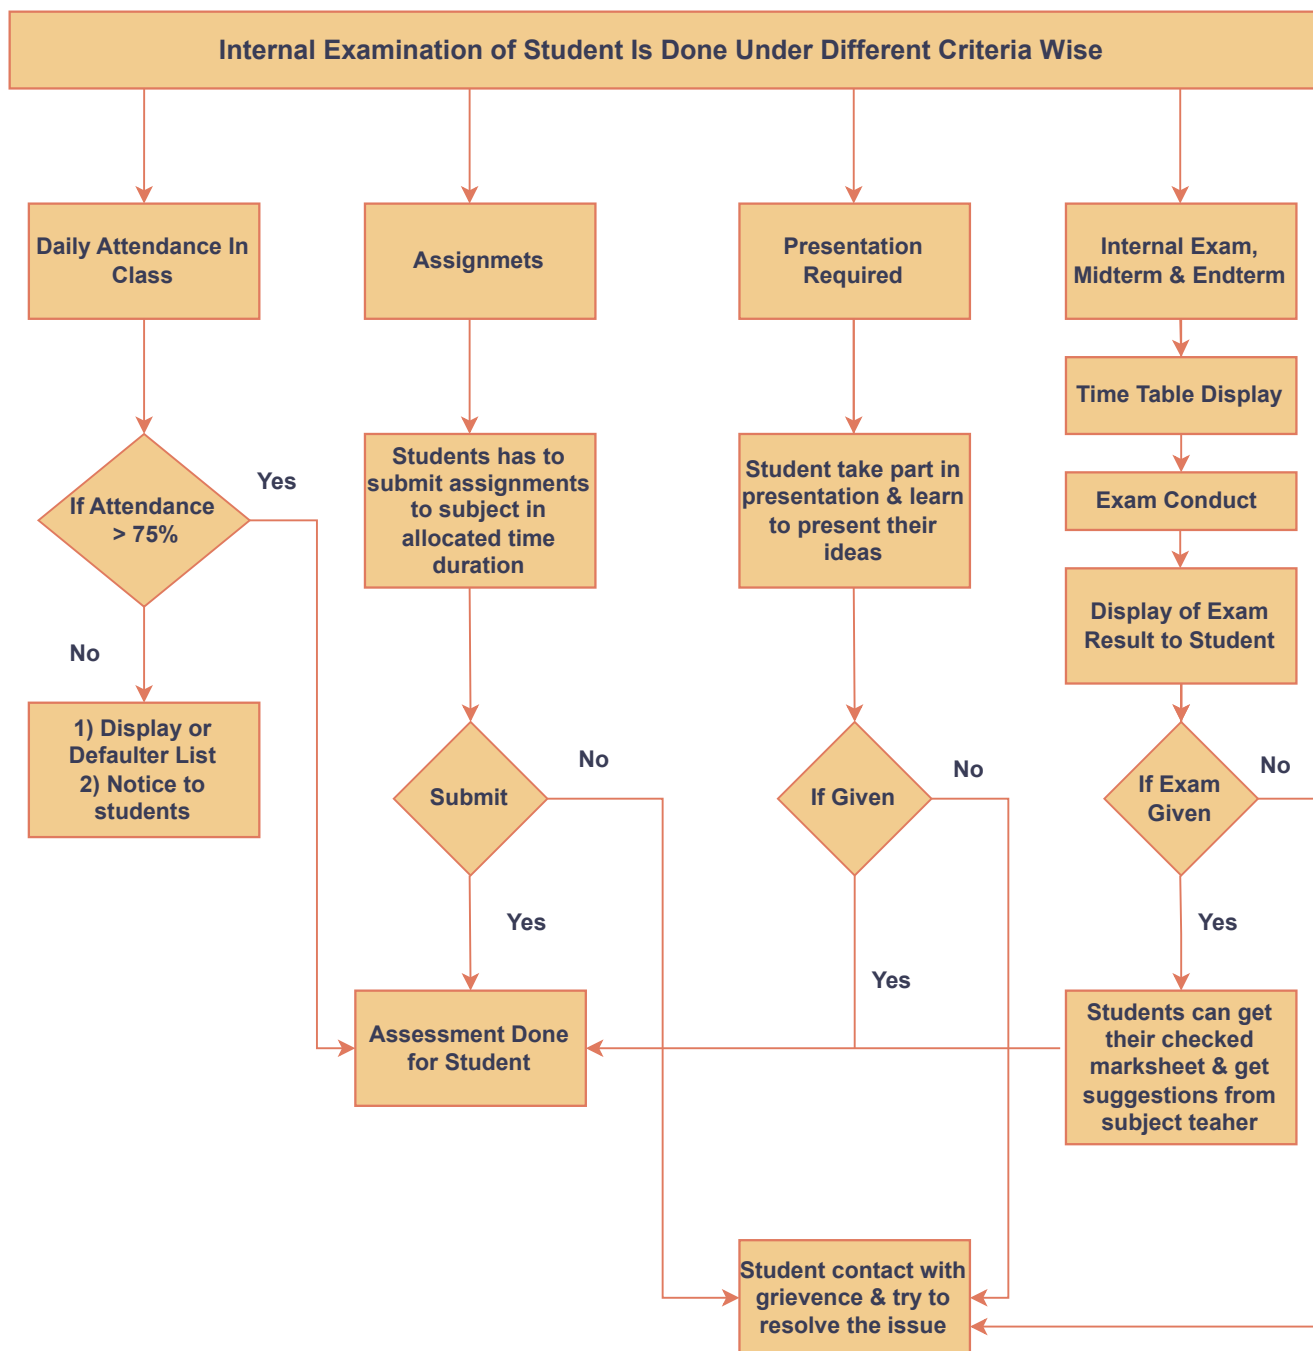 Internal Examination of Student Is Done Under Different Criteria Wise
Daily Attendance In
Class
Assignmets
Presentation
Required
Internal Exam,
Midterm & Endterm
Time Table Display
If Attendance
> 75%
Yes
No
Students has to
submit assignments
to subject in
allocated time
duration
Student take part in
presentation & learn
to present their
ideas
Exam Conduct
Display of Exam
Result to Student
1) Display or
Defaulter List
2) Notice to
students
Submit
No
Yes
If Given
No
Yes
If Exam
Given
No
Yes
Assessment Done
for Student
Students can get
their checked
marksheet & get
suggestions from
subject teaher
Student contact with
grievence & try to
resolve the issue